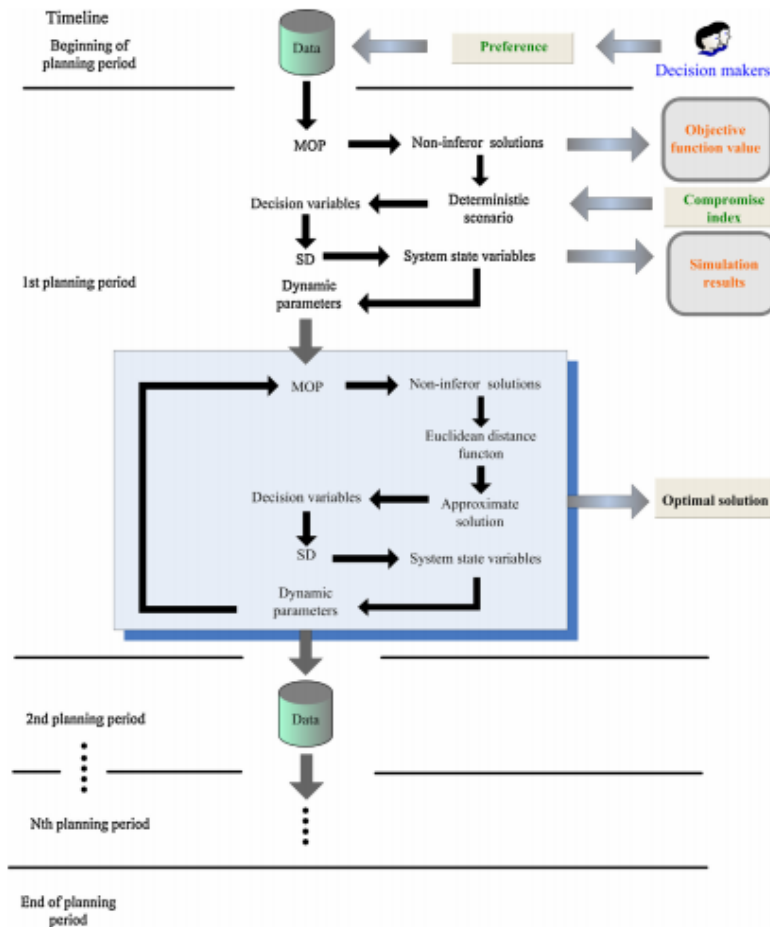 Timeline
Beginning of
planning period
Data
Preference
Decision makers
MOP
Non-inferor solutions
Objective
function value
Decision variables
Deterministic
scenario
Compromise
index
SD
System state variables
Simulation
results
1st planning period
Dynamic
parameters
MOP
Non-inferor solutions
Euclidean distance
functon
Decision variables
Approximate
solution
Optimal solution
SD
System state variables
Dynamic
parameters
2nd planning period
Data
Nth planning period
End of planning
period